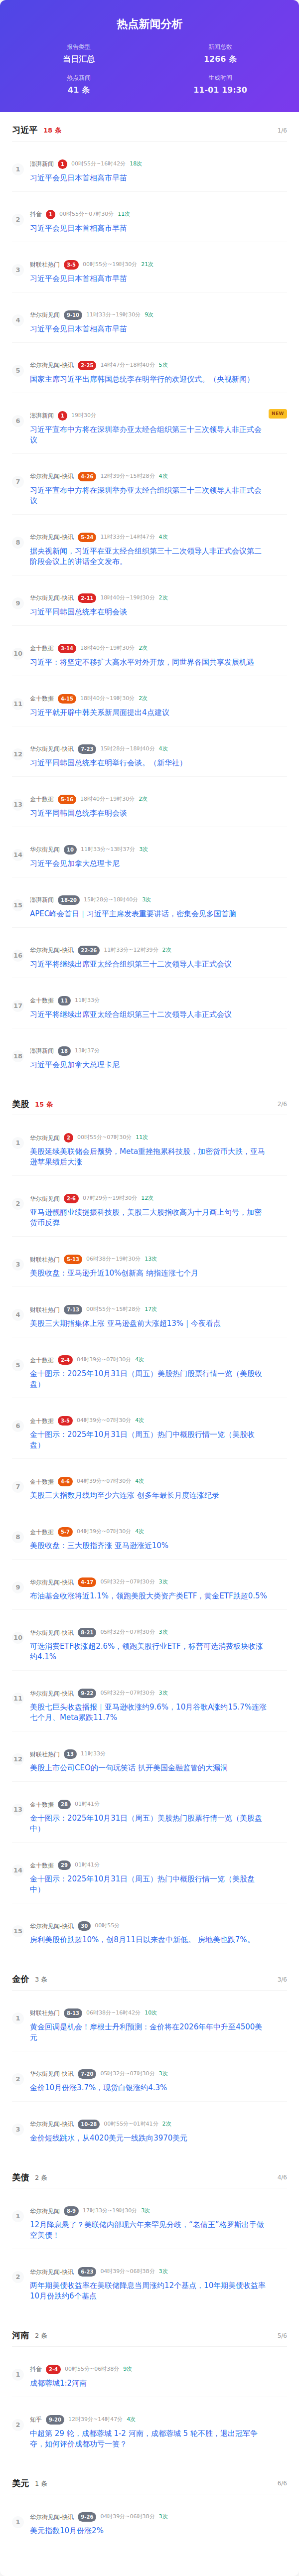 热点新闻分析
报告类型
当日汇总
新闻总数
1266 条
热点新闻
41 条
生成时间
11-01 19:30
习近平 18 条 1/6
1
澎湃新闻 1 00时55分~16时42分 18次
习近平会见日本首相高市早苗
2
抖音 1 00时55分~07时30分 11次
习近平会见日本首相高市早苗
3
财联社热门 3-5 00时55分~19时30分 21次
习近平会见日本首相高市早苗
4
华尔街见闻 9-10 11时33分~19时30分 9次
习近平会见日本首相高市早苗
5
华尔街见闻-快讯 2-25 14时47分~18时40分 5次
国家主席习近平出席韩国总统李在明举行的欢迎仪式。（央视新闻）
6
澎湃新闻 1 19时30分
NEW
习近平宣布中方将在深圳举办亚太经合组织第三十三次领导人非正式会
议
7
华尔街见闻-快讯 4-26 12时39分~15时28分 4次
习近平宣布中方将在深圳举办亚太经合组织第三十三次领导人非正式会
议
8
华尔街见闻-快讯 5-24 11时33分~14时47分 4次
据央视新闻，习近平在亚太经合组织第三十二次领导人非正式会议第二
阶段会议上的讲话全文发布。
9
华尔街见闻-快讯 2-11 18时40分~19时30分 2次
习近平同韩国总统李在明会谈
10
金十数据 3-14 18时40分~19时30分 2次
习近平：将坚定不移扩大高水平对外开放，同世界各国共享发展机遇
11
金十数据 4-15 18时40分~19时30分 2次
习近平就开辟中韩关系新局面提出4点建议
12
华尔街见闻-快讯 7-23 15时28分~18时40分 4次
习近平同韩国总统李在明举行会谈。（新华社）
13
金十数据 5-16 18时40分~19时30分 2次
习近平同韩国总统李在明会谈
14
华尔街见闻 10 11时33分~13时37分 3次
习近平会见加拿大总理卡尼
15
澎湃新闻 18-20 15时28分~18时40分 3次
APEC峰会首日｜习近平主席发表重要讲话，密集会见多国首脑
16
华尔街见闻-快讯 22-26 11时33分~12时39分 2次
习近平将继续出席亚太经合组织第三十二次领导人非正式会议
17
金十数据 11 11时33分
习近平将继续出席亚太经合组织第三十二次领导人非正式会议
18
澎湃新闻 18 13时37分
习近平会见加拿大总理卡尼
美股 15 条 2/6
1
华尔街见闻 2 00时55分~07时30分 11次
美股延续美联储会后颓势，Meta重挫拖累科技股，加密货币大跌，亚马
逊苹果绩后大涨
2
华尔街见闻 2-6 07时29分~19时30分 12次
亚马逊靓丽业绩提振科技股，美股三大股指收高为十月画上句号，加密
货币反弹
3
财联社热门 5-13 06时38分~19时30分 13次
美股收盘：亚马逊升近10%创新高 纳指连涨七个月
4
财联社热门 7-13 00时55分~15时28分 17次
美股三大期指集体上涨 亚马逊盘前大涨超13% | 今夜看点
5
金十数据 2-4 04时39分~07时30分 4次
金十图示：2025年10月31日（周五）美股热门股票行情一览（美股收
盘）
6
金十数据 3-5 04时39分~07时30分 4次
金十图示：2025年10月31日（周五）热门中概股行情一览（美股收
盘）
7
金十数据 4-6 04时39分~07时30分 4次
美股三大指数月线均至少六连涨 创多年最长月度连涨纪录
8
金十数据 5-7 04时39分~07时30分 4次
美股收盘：三大股指齐涨 亚马逊涨近10%
9
华尔街见闻-快讯 4-17 05时32分~07时30分 3次
布油基金收涨将近1.1%，领跑美股大类资产类ETF，黄金ETF跌超0.5%
10
华尔街见闻-快讯 8-21 05时32分~07时30分 3次
可选消费ETF收涨超2.6%，领跑美股行业ETF，标普可选消费板块收涨
约4.1%
11
华尔街见闻-快讯 9-22 05时32分~07时30分 3次
美股七巨头收盘播报｜亚马逊收涨约9.6%，10月谷歌A涨约15.7%连涨
七个月、Meta累跌11.7%
12
财联社热门 13 11时33分
美股上市公司CEO的一句玩笑话 扒开美国金融监管的大漏洞
13
金十数据 28 01时41分
金十图示：2025年10月31日（周五）美股热门股票行情一览（美股盘
中）
14
金十数据 29 01时41分
金十图示：2025年10月31日（周五）热门中概股行情一览（美股盘
中）
15
华尔街见闻-快讯 30 00时55分
房利美股价跌超10%，创8月11日以来盘中新低。 房地美也跌7%。
金价 3 条 3/6
1
财联社热门 8-13 06时38分~16时42分 10次
黄金回调是机会！摩根士丹利预测：金价将在2026年年中升至4500美
元
2
华尔街见闻-快讯 7-20 05时32分~07时30分 3次
金价10月份涨3.7%，现货白银涨约4.3%
3
华尔街见闻-快讯 10-28 00时55分~01时41分 2次
金价短线跳水，从4020美元一线跌向3970美元
美债 2 条 4/6
1
华尔街见闻 8-9 17时33分~19时30分 3次
12月降息悬了？美联储内部现六年来罕见分歧，“老债王”格罗斯出手做
空美债！
2
华尔街见闻-快讯 6-23 04时39分~06时38分 3次
两年期美债收益率在美联储降息当周涨约12个基点，10年期美债收益率
10月份跌约6个基点
河南 2 条 5/6
1
抖音 2-4 00时55分~06时38分 9次
成都蓉城1:2河南
2
知乎 9-20 12时39分~14时47分 4次
中超第 29 轮，成都蓉城 1-2 河南，成都蓉城 5 轮不胜，退出冠军争
夺，如何评价成都功亏一篑？
美元 1 条 6/6
1
华尔街见闻-快讯 9-26 04时39分~06时38分 3次
美元指数10月份涨2%